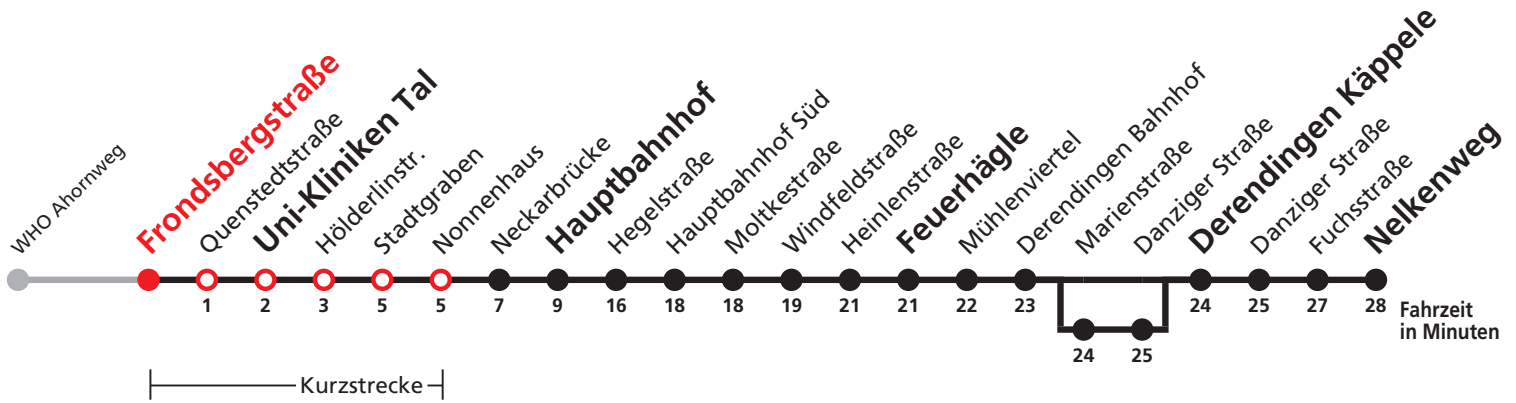 WHO Ahornweg
Frondsbergstraße
Quenstedtstraße
Uni-Kliniken Tal
Hölderlinstr.
Stadtgraben
Nonnenhaus
Neckarbrücke
Hauptbahnhof
Hegelstraße
Hauptbahnhof Süd
Moltkestraße
Windfeldstraße
Heinlenstraße
Feuerhägle
Mühlenviertel
Derendingen Bahnhof
Marienstraße
Danziger Straße
Derendingen Käppele
Danziger Straße
Fuchsstraße
Nelkenweg
1 2 3 5 5 7 9 16 18 18 19 21 21 22 23 24 25 27 28
Fahrzeit
in Minuten
24 25
Kurzstrecke